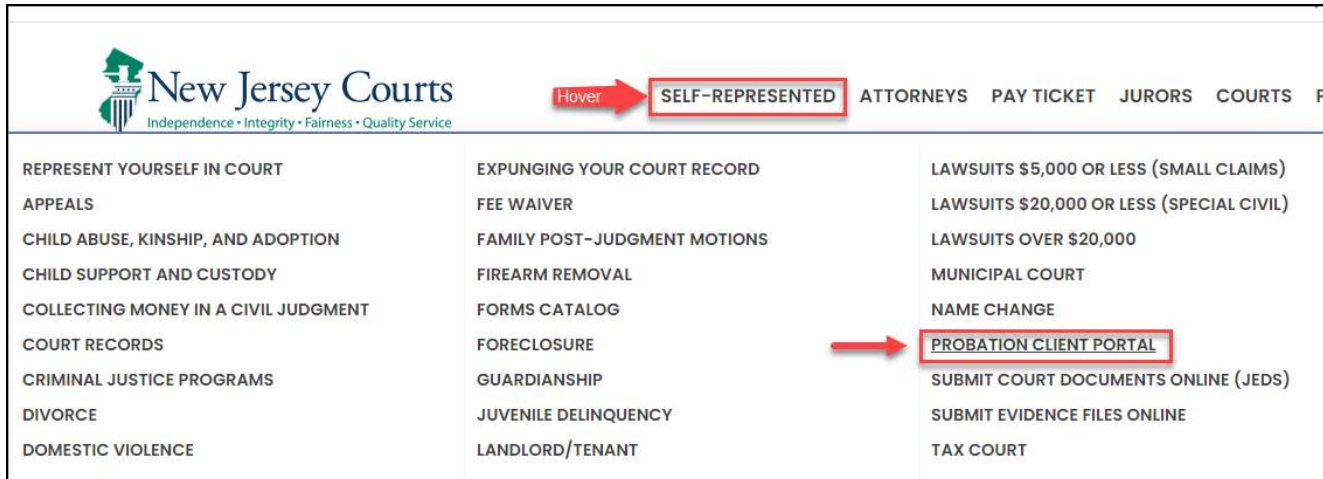 New Jersey Courts
Independence • Integrity • Fairness • Quality Service
Hover
SELF-REPRESENTED ATTORNEYS PAY TICKET JURORS COURTS
REPRESENT YOURSELF IN COURT
APPEALS
CHILD ABUSE, KINSHIP, AND ADOPTION
CHILD SUPPORT AND CUSTODY
COLLECTING MONEY IN A CIVIL JUDGMENT
COURT RECORDS
CRIMINAL JUSTICE PROGRAMS
DIVORCE
DOMESTIC VIOLENCE
EXPUNGING YOUR COURT RECORD
FEE WAIVER
FAMILY POST-JUDGMENT MOTIONS
FIREARM REMOVAL
FORMS CATALOG
FORECLOSURE
GUARDIANSHIP
JUVENILE DELINQUENCY
LANDLORD/TENANT
LAWSUITS $5,000 OR LESS (SMALL CLAIMS)
LAWSUITS $20,000 OR LESS (SPECIAL CIVIL)
LAWSUITS OVER $20,000
MUNICIPAL COURT
NAME CHANGE
PROBATION CLIENT PORTAL
SUBMIT COURT DOCUMENTS ONLINE (JEDS)
SUBMIT EVIDENCE FILES ONLINE
TAX COURT